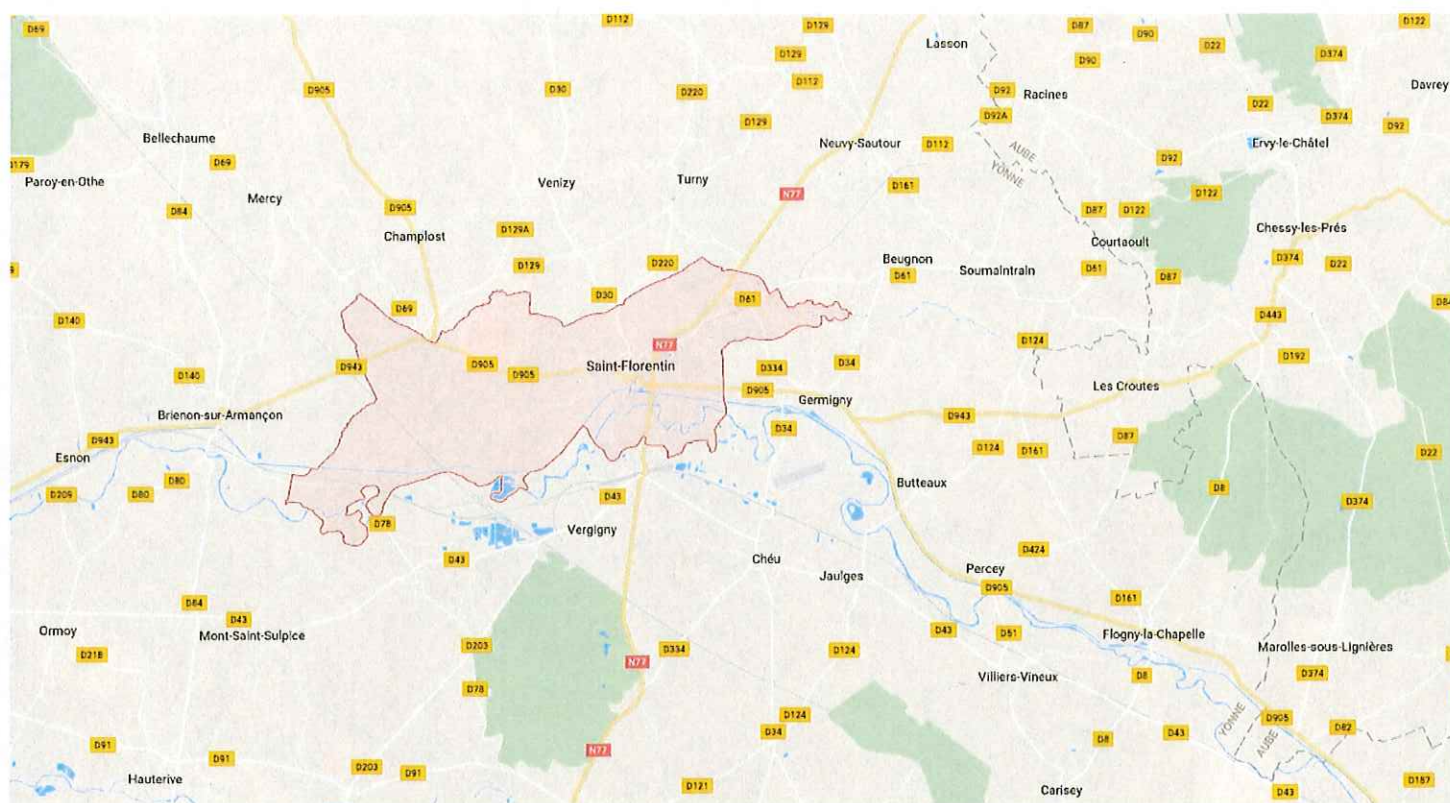 D69
D112
D129
D87
D90
D122
Lasson
D22
D374
D129
D90
D905
D30
D220
D112
D92
Racines
Davrey
D22
D92A
D374
D129
D92
Bellechaume
Neuvy-Sautour
D112
AUBE
YONNE
Ervy-le-Châtel
D179
D69
D92
Paroy-en-Othe
Venizy
Turny
D161
N77
D122
Mercy
D84
D905
D87
D122
D129A
Chessy-les-Prés
Champlost
Courtaoult
D129
D220
Beugnon
D61
Soumaintrain
D61
D87
D374
D22
D30
D61
D69
D84
D140
D443
D124
N77
D192
D943
D905
D905
Saint-Florentin
D334
D34
D140
D905
Les Croutes
Germigny
Brienon-sur-Armançon
D943
D34
D87
D943
D124
D161
D22
Esnon
D80
Butteaux
D8
D209
D80
D43
D374
D78
Vergigny
D43
Chéu
D424
Jaulges
Percey
D905
D84
D43
D161
Ormoy
Mont-Saint-Sulpice
D43
D51
Flogny-la-Chapelle
D218
D203
D334
D124
Marolles-sous-Lignières
N77
Villiers-Vineux
D8
D374
D78
D124
YONNE
AUBE
D905
D82
D34
D43
D91
D8
N77
Hauterive
D91
D203
D91
D121
Carisey
D43
D187